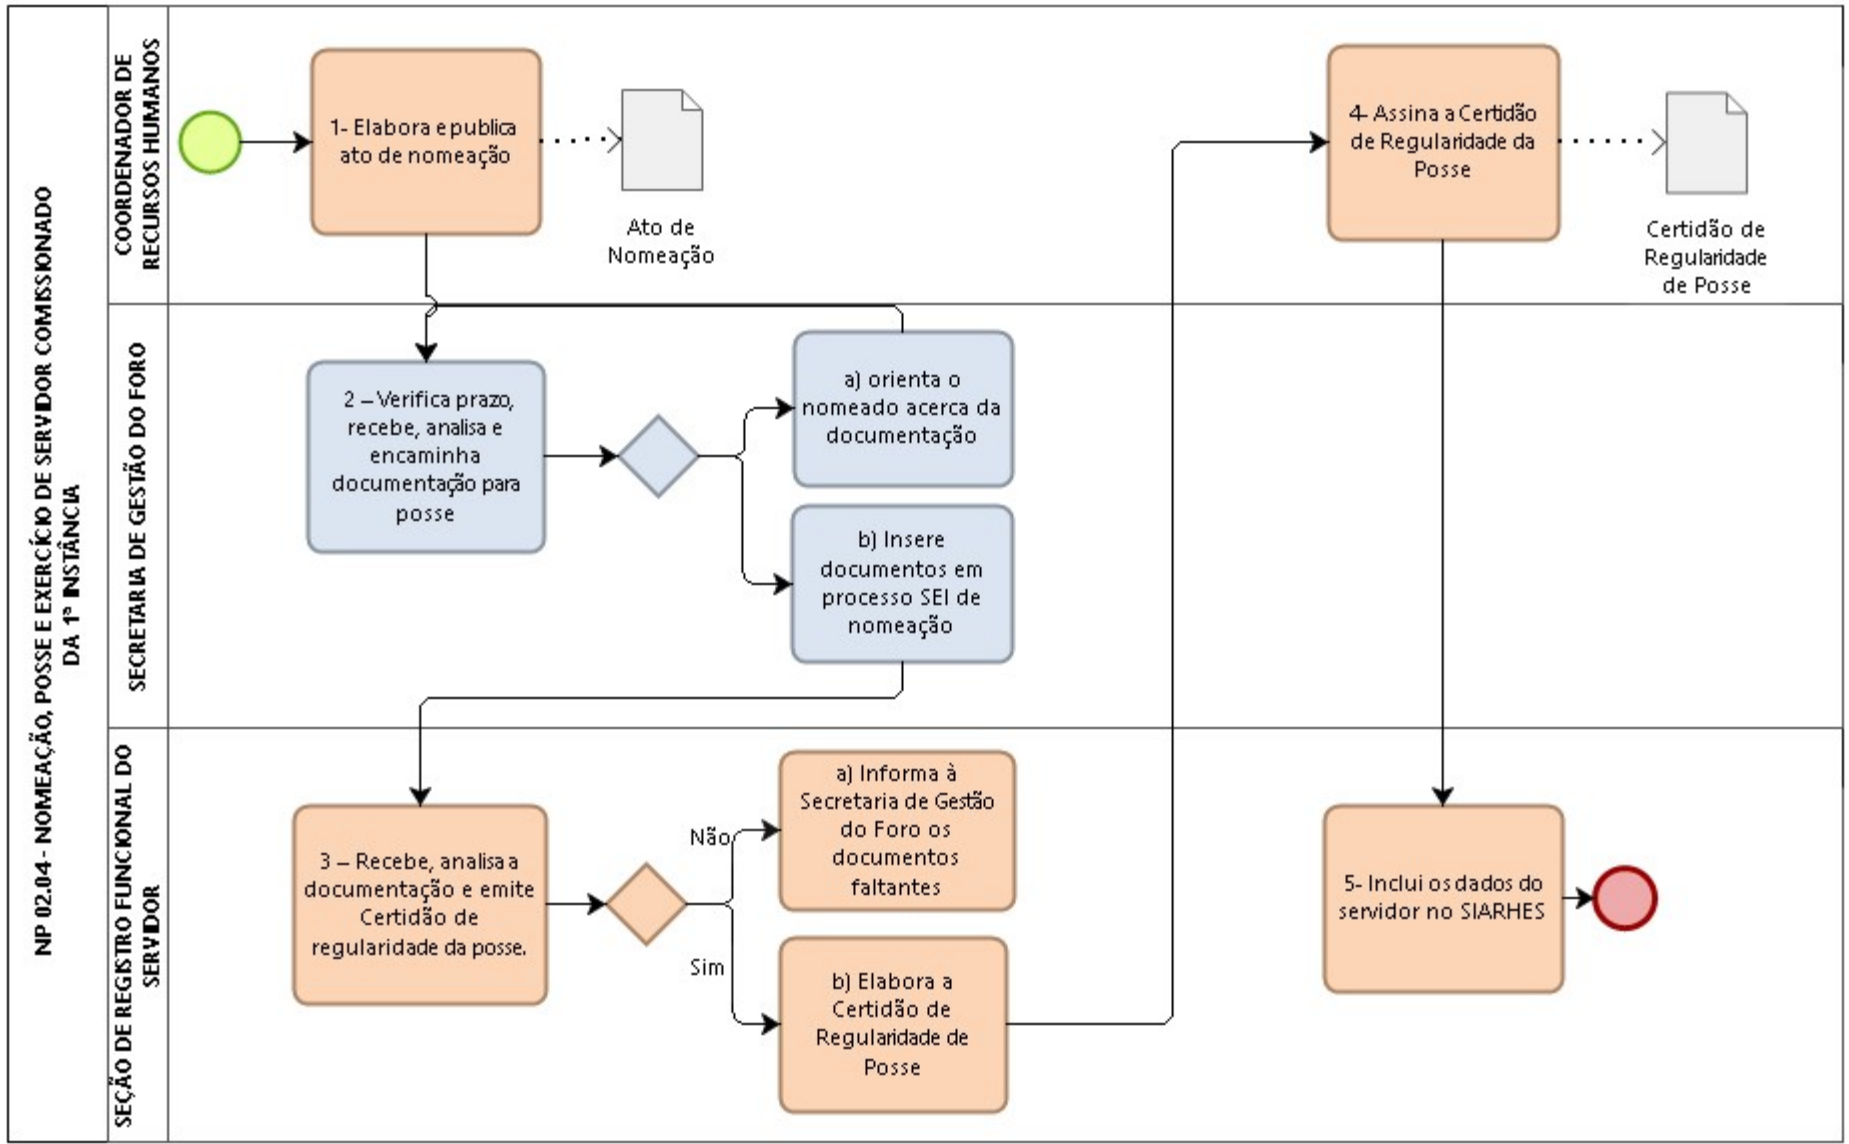 NP 02.04 - NOMEAÇÃO, POSSE E EXERCÍCIO DE SERVIDOR COMISSIONADO
DA 1ª INSTÂNCIA
COORDENADOR DE
RECURSOS HUMANOS
1- Elabora e publica
ato de nomeação
Ato de
Nomeação
4- Assina a Certidão
de Regularidade da
Posse
Certidão de
Regularidade
de Posse
SECRETARIA DE GESTÃO DO FORO
2 – Verifica prazo,
recebe, analisa e
encaminha
documentação para
posse
a) orienta o
nomeado acerca da
documentação
b) Insere
documentos em
processo SEI de
nomeação
SEÇÃO DE REGISTRO FUNCIONAL DO
SERVIDOR
3 – Recebe, analisa a
documentação e emite
Certidão de
regularidade da posse.
Não
a) Informa à
Secretaria de Gestão
do Foro os
documentos
faltantes
Sim
b) Elabora a
Certidão de
Regularidade de
Posse
5- Inclui os dados do
servidor no SIARHES